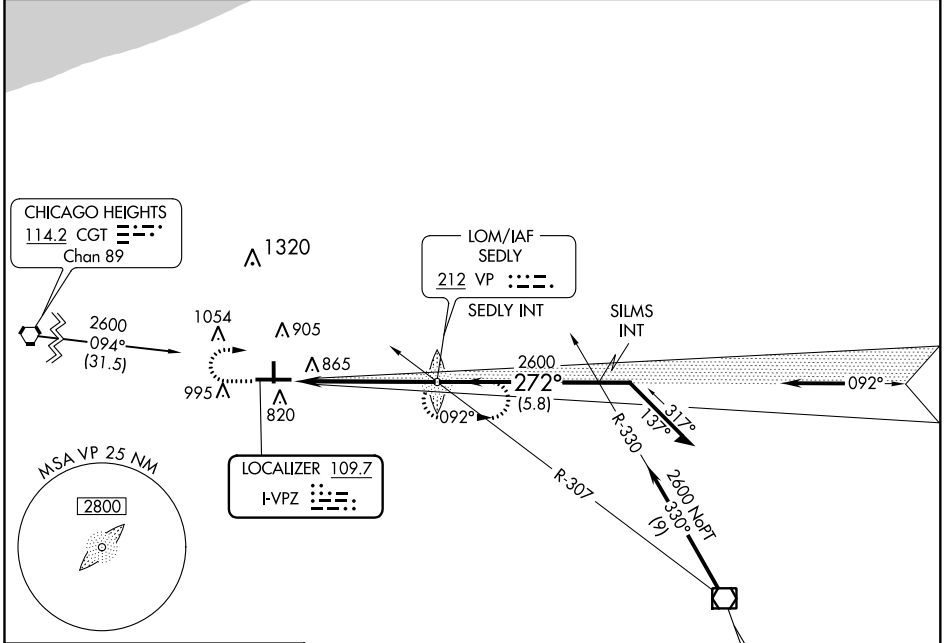 CHICAGO HEIGHTS
114.2 CGT
Chan 89
1320
LOM/IAF
SEDLY
212 VP
SEDLY INT
SILMS
INT
2600
094°
(31.5)
1054
905
865
995
820
2600
272°
(5.8)
092°
092°
317°
137°
R-330
R-307
2600 NoPT
330°
(9)
LOCALIZER 109.7
I-VPZ
MSA VP 25 NM
2800